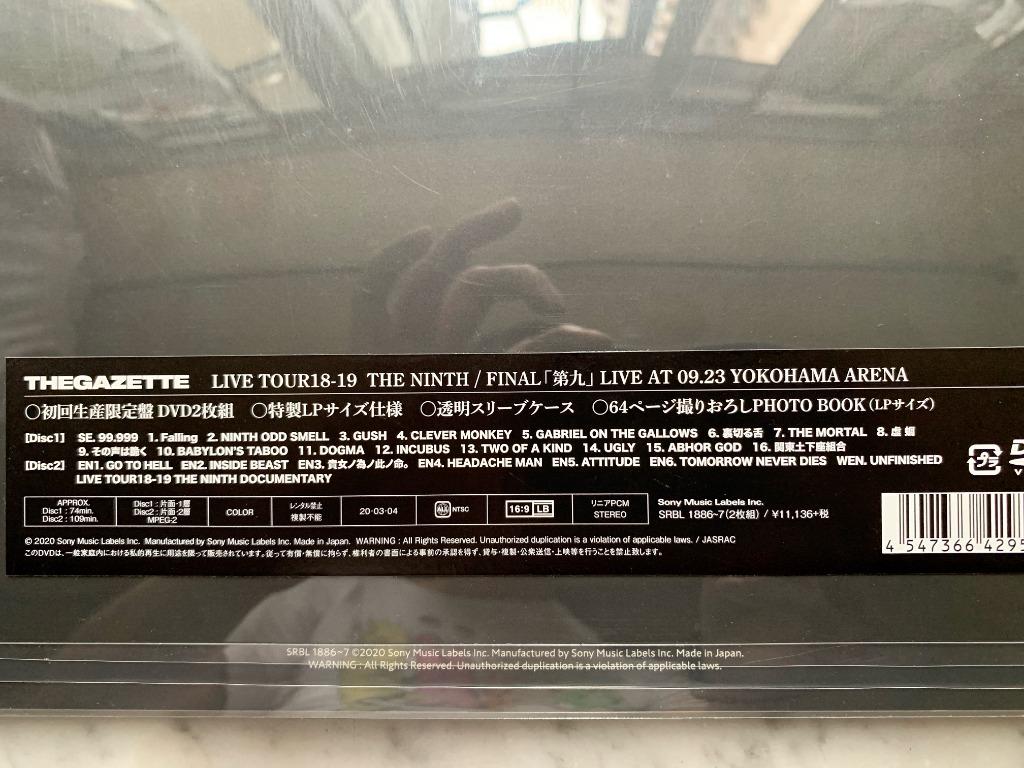 THEGAZETTE LIVE TOUR18-19 THE NINTH / FINAL「第九」LIVE AT 09.23 YOKOHAMA ARENA
○初回生産限定盤 DVD2枚組 ○特製LPサイズ仕様 ○透明スリーブケース ○64ページ撮りおろしPHOTO BOOK(LPサイズ)
[Disc1] SE. 99.999 1. Falling 2. NINTH ODD SMELL 3. GUSH 4. CLEVER MONKEY 5. GABRIEL ON THE GALLOWS 6. 裏切る舌 7. THE MORTAL 8. 虚 蜩
9. その声は脆く 10. BABYLON'S TABOO 11. DOGMA 12. INCUBUS 13. TWO OF A KIND 14. UGLY 15. ABHOR GOD 16. 関東土下座組合
[Disc2] EN1. GO TO HELL EN2. INSIDE BEAST EN3. 貴女ノ為ノ此ノ命。 EN4. HEADACHE MAN EN5. ATTITUDE EN6. TOMORROW NEVER DIES WEN. UNFINISHED
LIVE TOUR18-19 THE NINTH DOCUMENTARY
APPROX.
Disc1 : 74min.
Disc2 : 109min.
Disc1 : 片面·1層
Disc2 : 片面·2層
MPEG-2
COLOR
レンタル禁止
複製不能
20·03·04
ALL NTSC
16:9 LB
リニアPCM
STEREO
Sony Music Labels Inc.
SRBL 1886~7(2枚組) / ¥11,136+税
プラ
4 547366 4295
© 2020 Sony Music Labels Inc. Manufactured by Sony Music Labels Inc. Made in Japan. WARNING : All Rights Reserved. Unauthorized duplication is a violation of applicable laws. / JASRAC
このDVDは、一般家庭内における私的再生に用途を限って販売されています。従って有償・無償に拘らず、権利者の書面による事前の承認を得ず、貸与・複製・公衆送信・上映等を行うことを禁止致します。
SRBL 1886~7 ©2020 Sony Music Labels Inc. Manufactured by Sony Music Labels Inc. Made in Japan.
WARNING : All Rights Reserved. Unauthorized duplication is a violation of applicable laws.